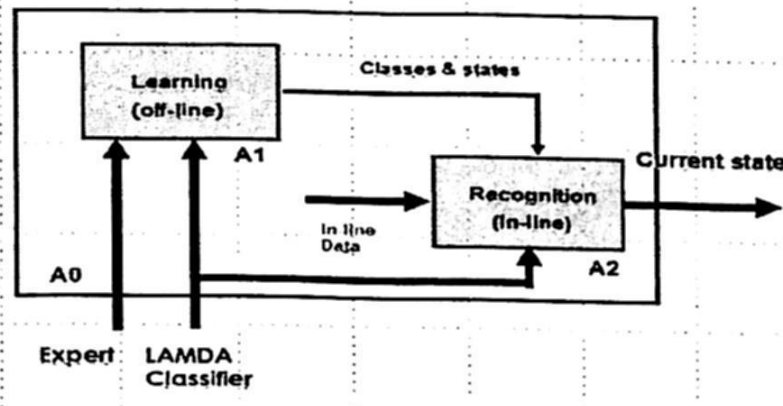 Learning
(off-line)
A1
Classes & states
Current state
Recognition
(in-line)
In line
Data
A2
A0
Expert
LAMDA
Classifier